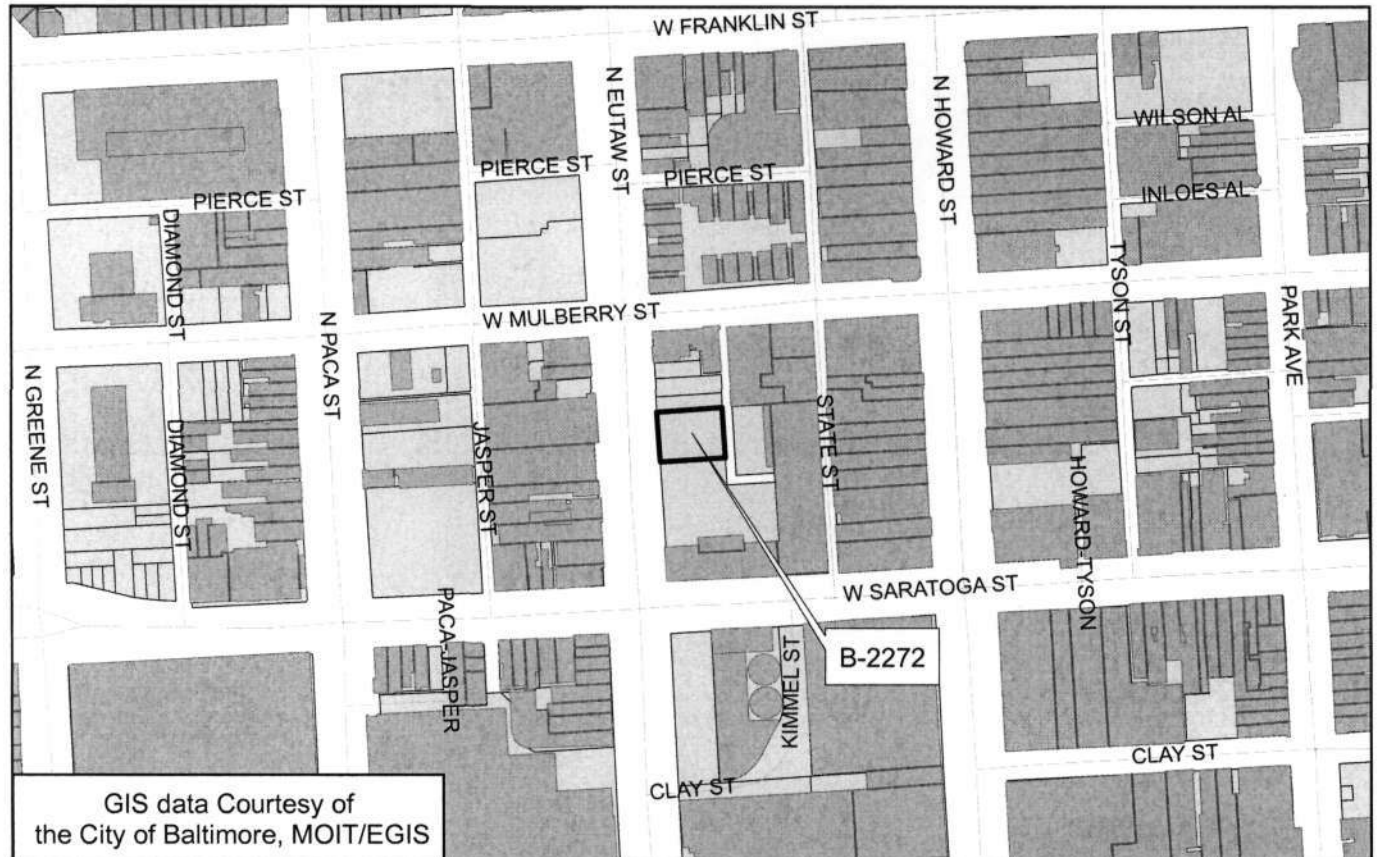 W FRANKLIN ST
N EUTAW ST
N HOWARD ST
WILSON AL
PIERCE ST
PIERCE ST
PIERCE ST
INLOES AL
DIAMOND ST
TYSON ST
PARK AVE
W MULBERRY ST
N PACA ST
N GREENE ST
DIAMOND ST
JASPER ST
STATE ST
HOWARD-TYSON
W SARATOGA ST
PACA-JASPER
KIMMEL ST
B-2272
CLAY ST
CLAY ST
GIS data Courtesy of
the City of Baltimore, MOIT/EGIS